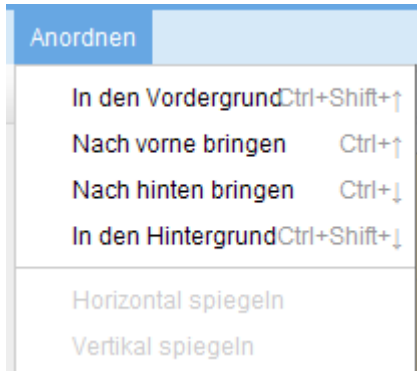 Anordnen
In den Vordergrund Ctrl+Shift+↑
Nach vorne bringen Ctrl+↑
Nach hinten bringen Ctrl+↓
In den Hintergrund Ctrl+Shift+↓
Horizontal spiegeln
Vertikal spiegeln